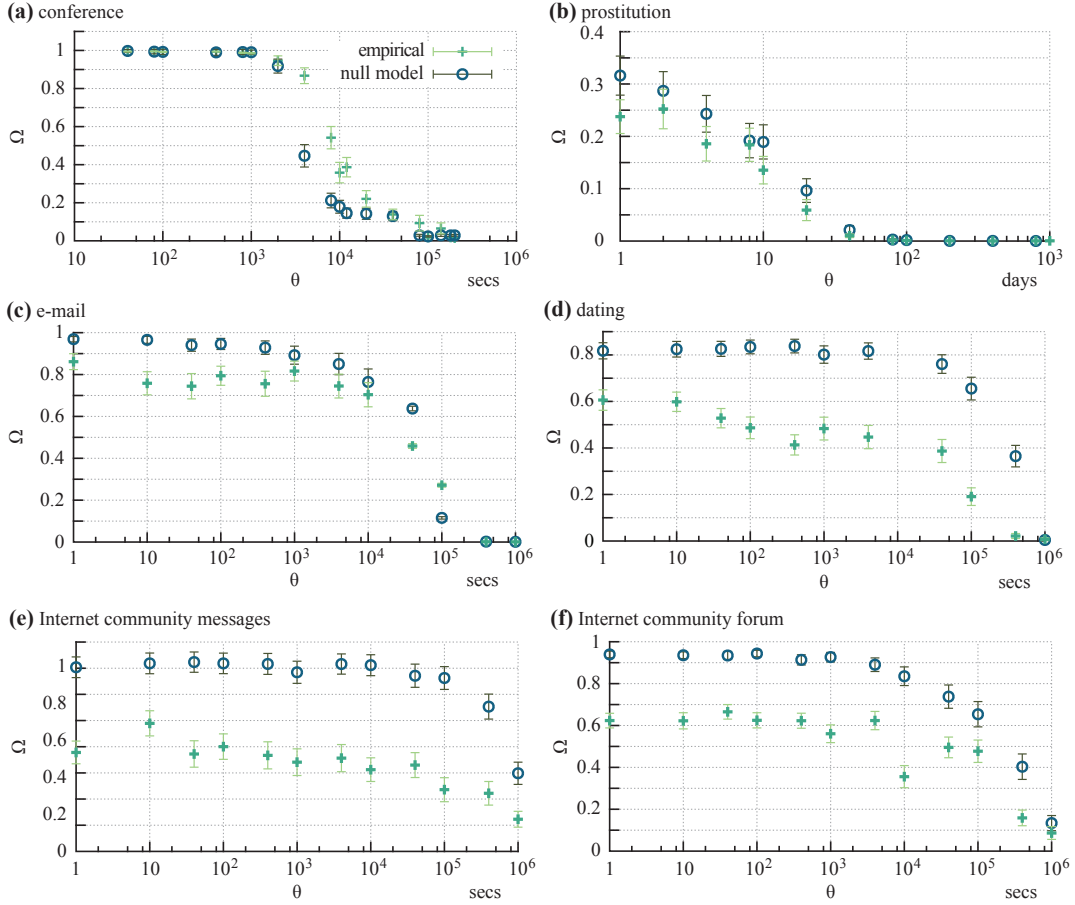 (a) conference
empirical
null model
1
0.8
0.6
Ω
0.4
0.2
0
10 10² 10³ θ 10⁴ 10⁵ 10⁶
secs
(b) prostitution
0.4
0.3
Ω
0.2
0.1
0
1 10 θ 10² 10³
days
(c) e-mail
1
0.8
0.6
Ω
0.4
0.2
0
1 10 10² 10³ 10⁴ 10⁵ 10⁶
θ secs
(d) dating
0.8
0.6
Ω
0.4
0.2
0
1 10 10² 10³ 10⁴ 10⁵ 10⁶
θ secs
(e) Internet community messages
1
0.8
0.6
Ω
0.4
0.2
0
1 10 10² 10³ 10⁴ 10⁵ 10⁶
θ secs
(f) Internet community forum
1
0.8
0.6
Ω
0.4
0.2
0
1 10 10² 10³ 10⁴ 10⁵ 10⁶
θ secs